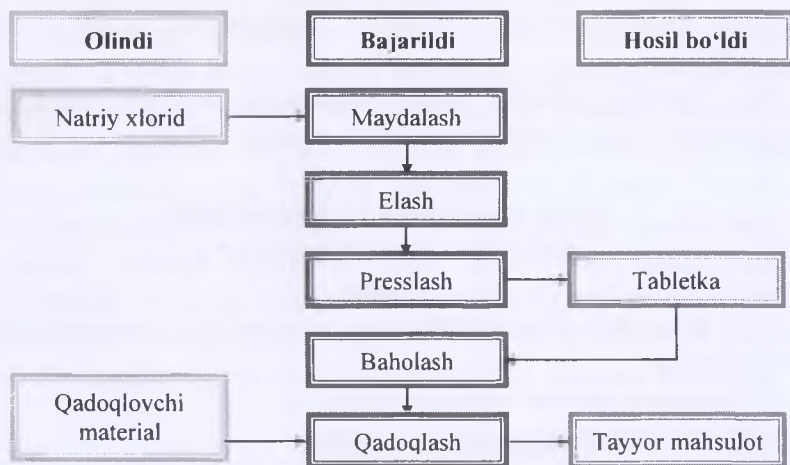 Olindi
Bajarildi
Hosil bo‘ldi
Natriy xlorid
Maydalash
Elash
Presslash
Tabletka
Baholash
Qadoqlovchi
material
Qadoqlash
Tayyor mahsulot